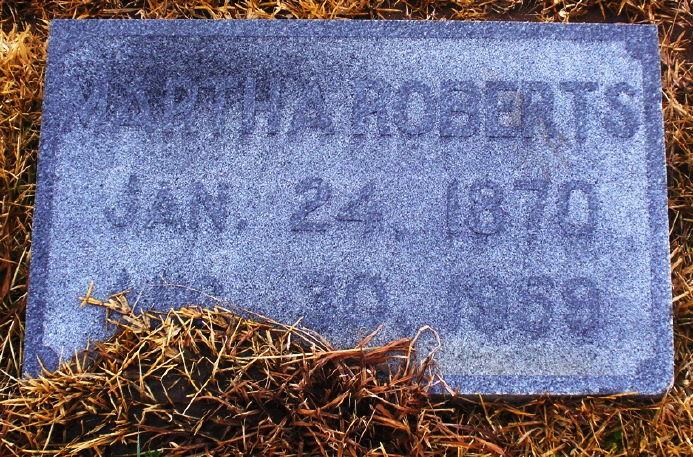 MARTHA ROBERTS
JAN. 24, 1870
30, 1959